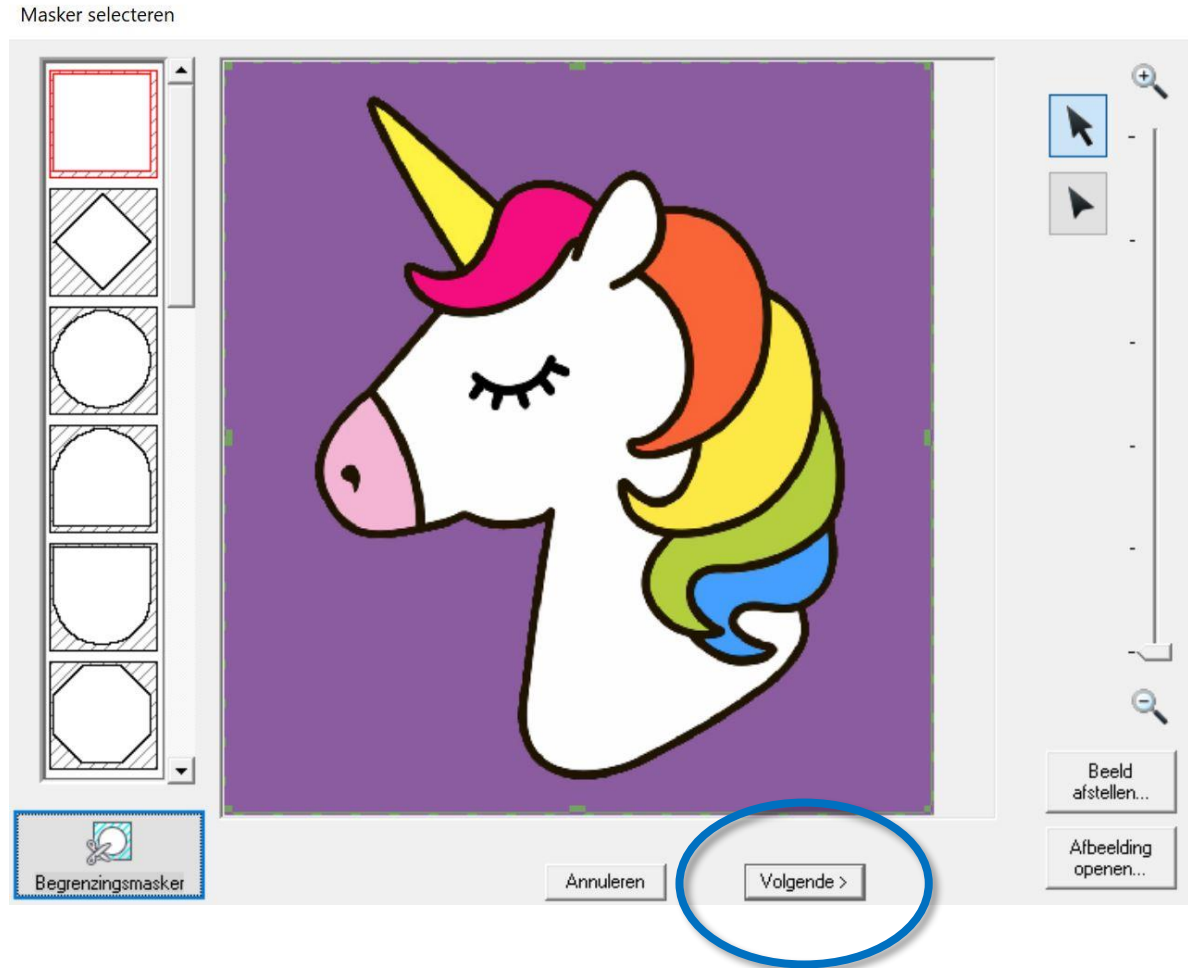 Masker selecteren
Beeld
afstellen...
Afbeelding
openen...
Begrenzingsmasker
Annuleren
Volgende >